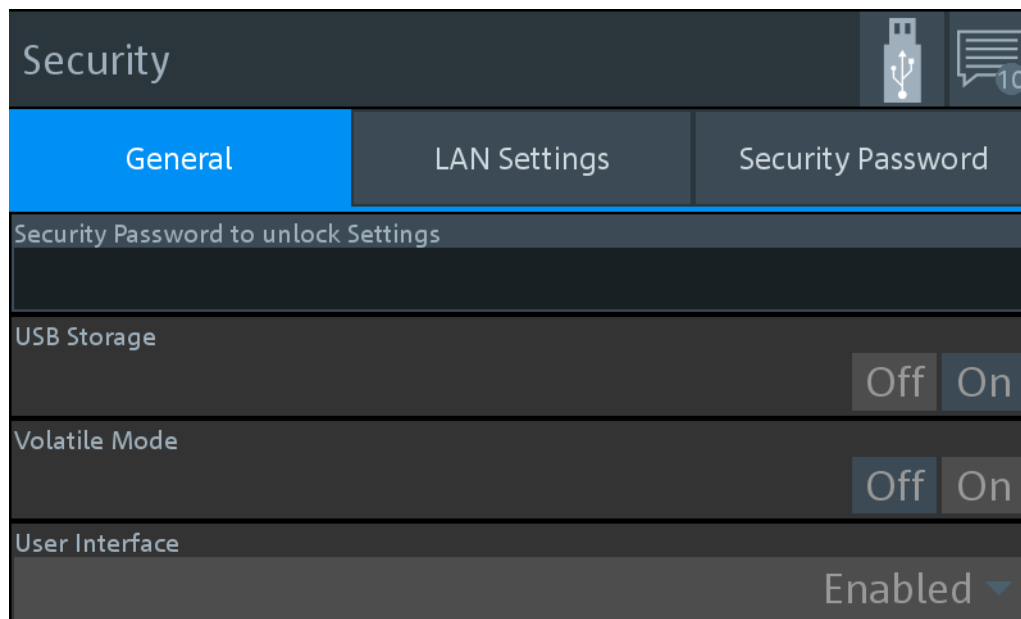 Security
10
General LAN Settings Security Password
Security Password to unlock Settings
USB Storage
Off On
Volatile Mode
Off On
User Interface
Enabled